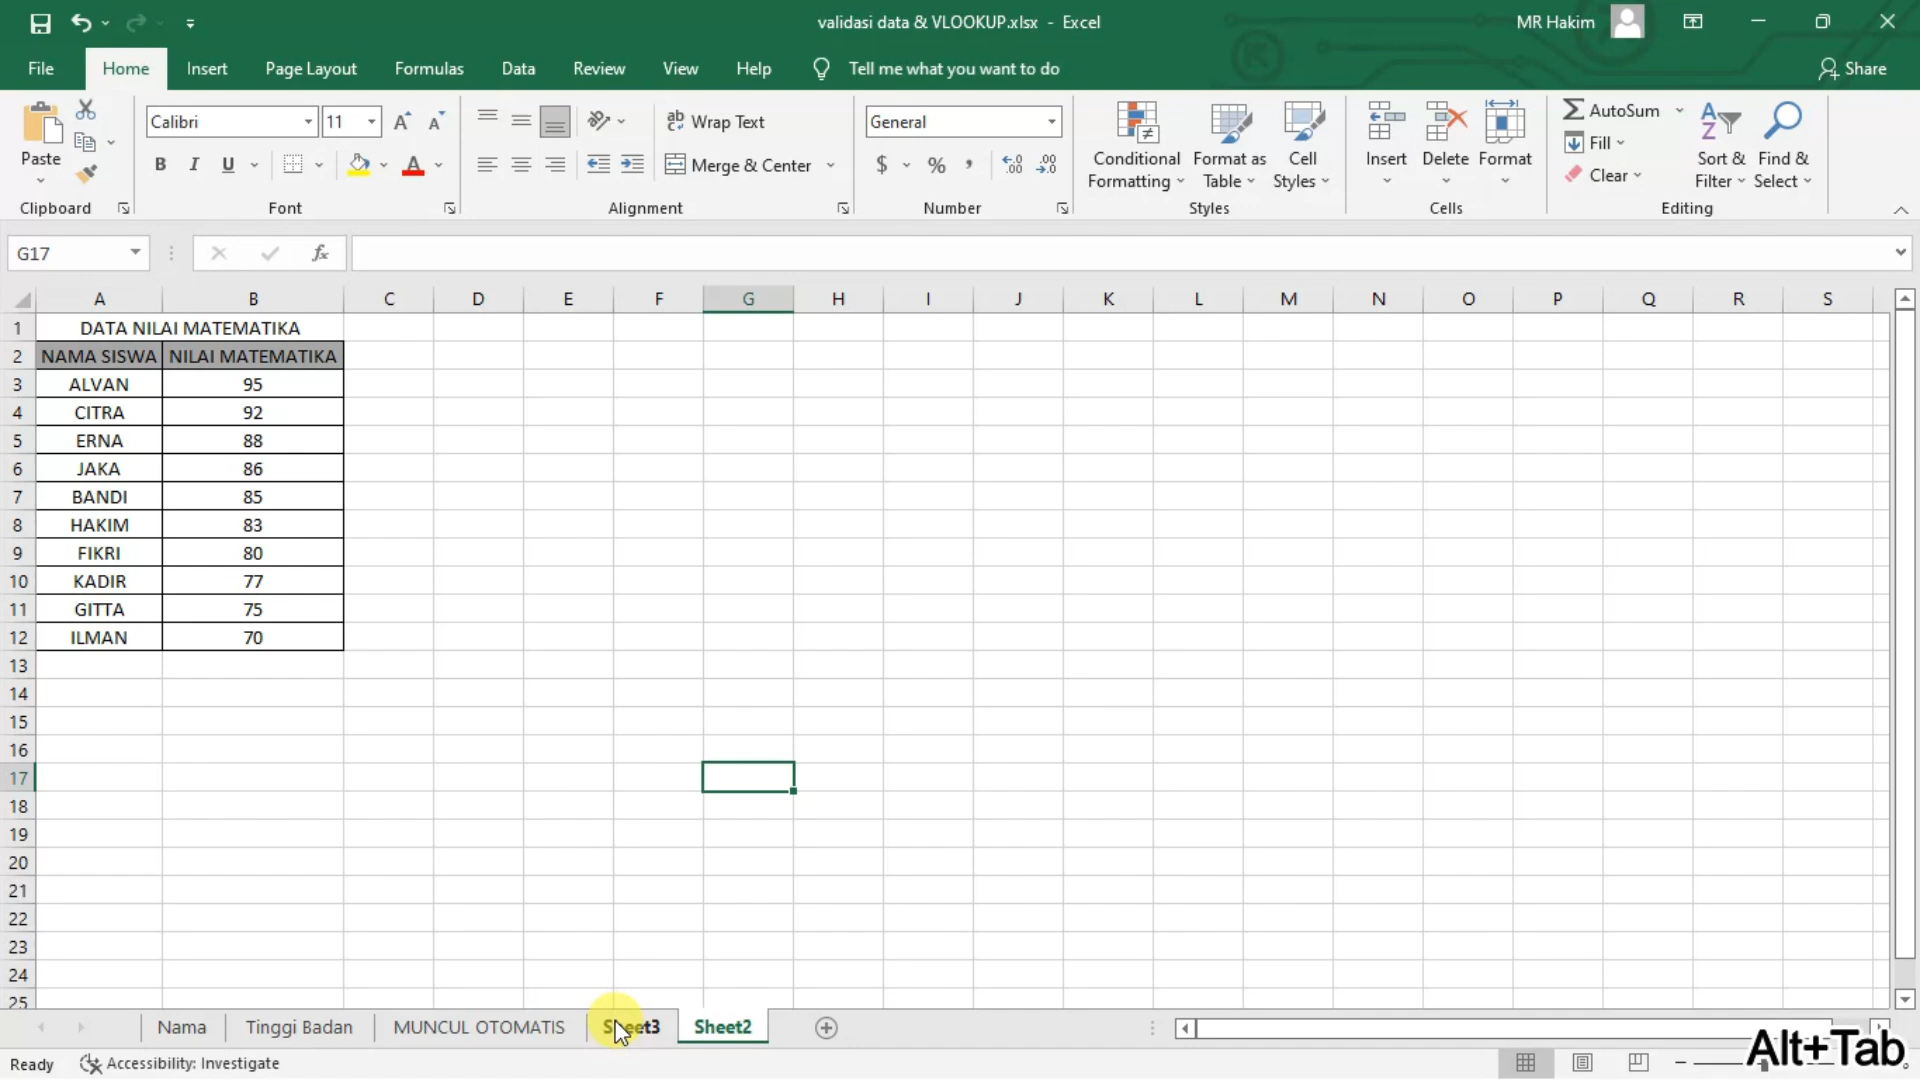 validasi data & VLOOKUP.xlsx - Excel
MR Hakim
File Home Insert Page Layout Formulas Data Review View Help Tell me what you want to do Share
Paste
Clipboard
Calibri 11
B I U A
Font
Wrap Text
Merge & Center
Alignment
General
$ % ,
Number
Conditional Formatting
Format as Table
Cell Styles
Styles
Insert Delete Format
Cells
AutoSum
Fill
Clear
Sort & Filter
Find & Select
Editing
G17 fx
A B C D E F G H I J K L M N O P Q R S
1 DATA NILAI MATEMATIKA
2 NAMA SISWA NILAI MATEMATIKA
3 ALVAN 95
4 CITRA 92
5 ERNA 88
6 JAKA 86
7 BANDI 85
8 HAKIM 83
9 FIKRI 80
10 KADIR 77
11 GITTA 75
12 ILMAN 70
13
14
15
16
17
18
19
20
21
22
23
24
25
Nama Tinggi Badan MUNCUL OTOMATIS Sheet3 Sheet2
Ready Accessibility: Investigate
Alt+Tab